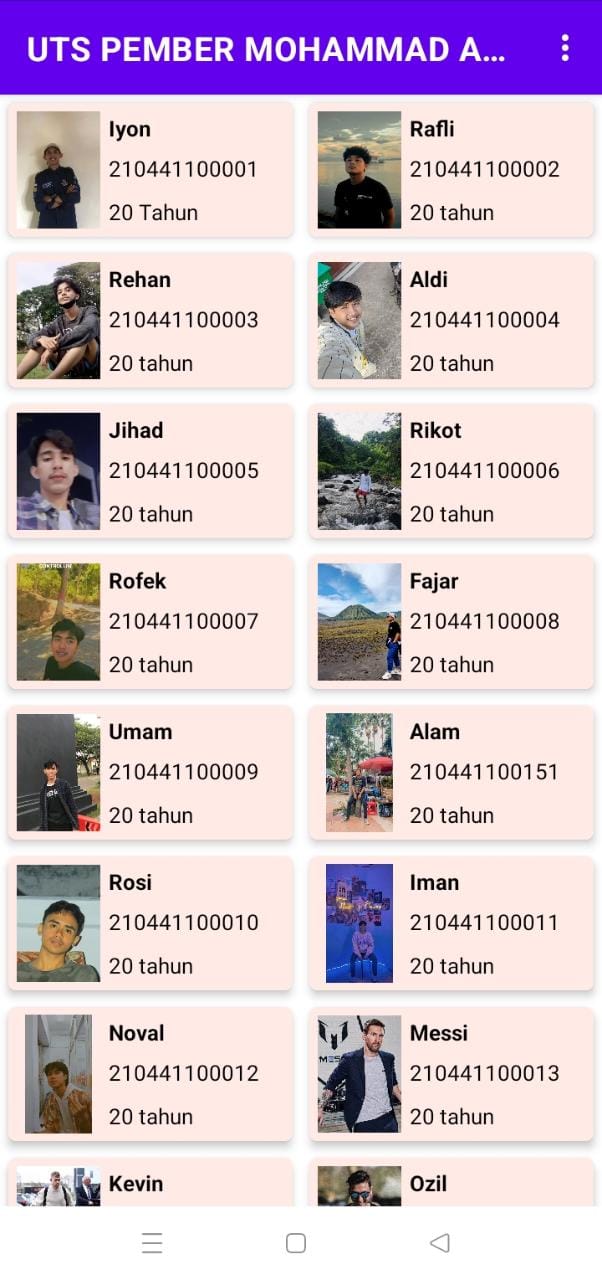 UTS PEMBER MOHAMMAD A...
Iyon
210441100001
20 Tahun
Rafli
210441100002
20 tahun
Rehan
210441100003
20 tahun
Aldi
210441100004
20 tahun
Jihad
210441100005
20 tahun
Rikot
210441100006
20 tahun
Rofek
210441100007
20 tahun
Fajar
210441100008
20 tahun
Umam
210441100009
20 tahun
Alam
210441100151
20 tahun
Rosi
210441100010
20 tahun
Iman
210441100011
20 tahun
Noval
210441100012
20 tahun
Messi
210441100013
20 tahun
Kevin
Ozil